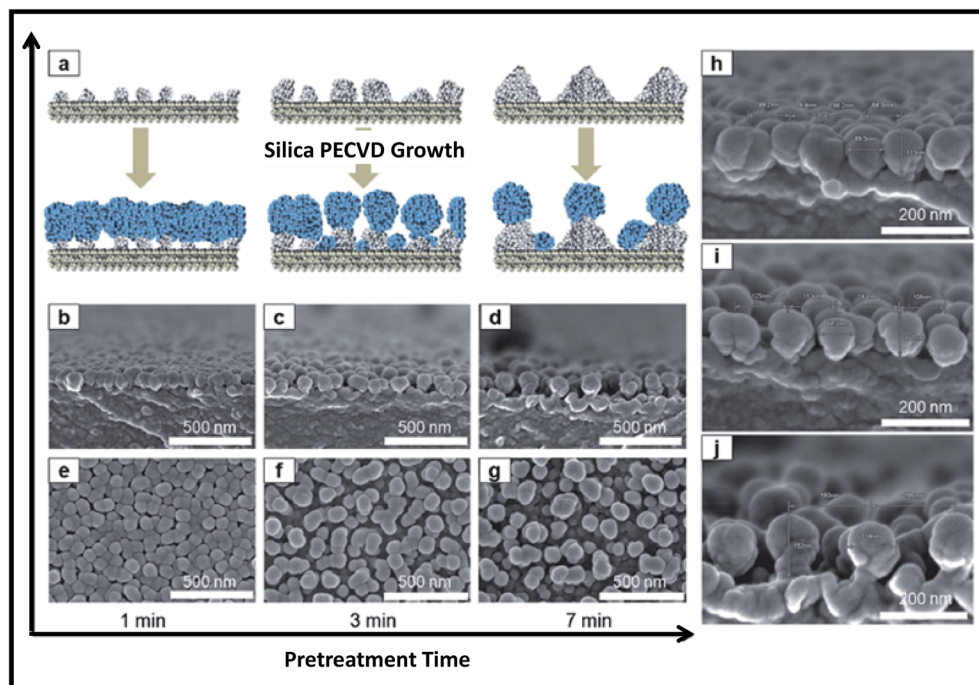 a
Silica PECVD Growth
b
c
d
500 nm
500 nm
500 nm
e
f
g
500 nm
500 nm
500 nm
1 min
3 min
7 min
Pretreatment Time
h
200 nm
i
200 nm
j
200 nm